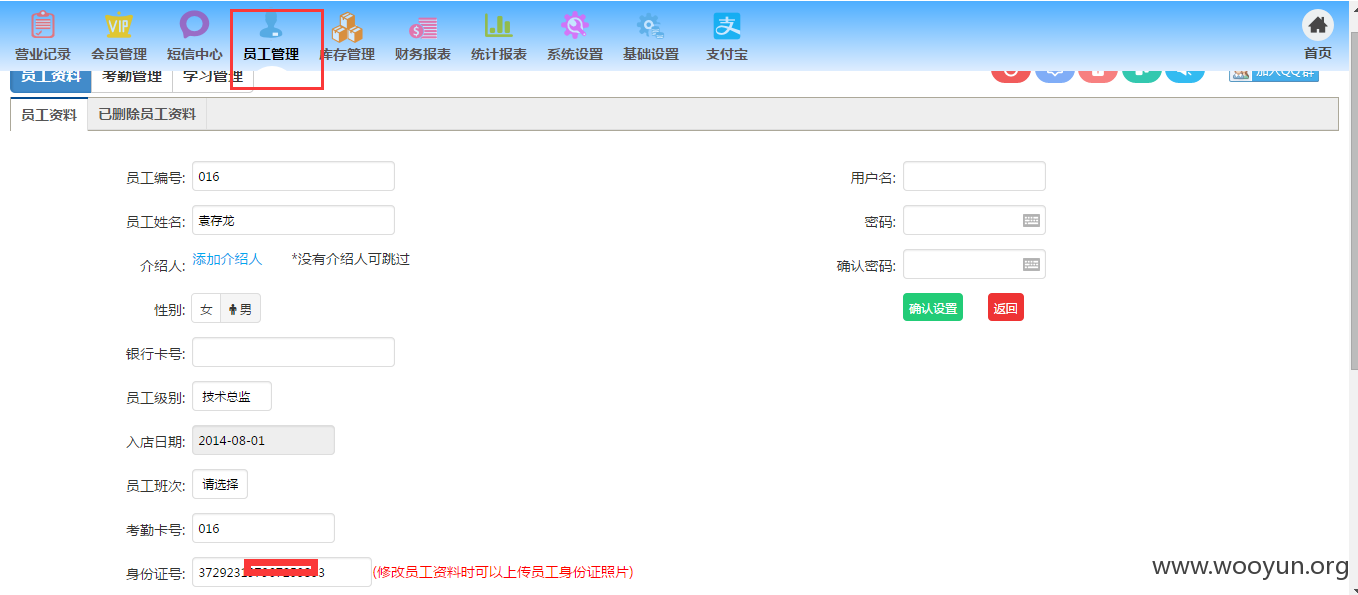 营业记录 会员管理 短信中心 员工管理 库存管理 财务报表 统计报表 系统设置 基础设置 支付宝 首页
VIP
员工资料 考勤管理 学习管理 加入QQ群
员工资料 已删除员工资料
员工编号: 016 用户名:
员工姓名: 袁存龙 密码:
介绍人: 添加介绍人 *没有介绍人可跳过 确认密码:
性别: 女 男 确认设置 返回
银行卡号:
员工级别: 技术总监
入店日期: 2014-08-01
员工班次: 请选择
考勤卡号: 016
身份证号: (修改员工资料时可以上传员工身份证照片)
www.wooyun.org